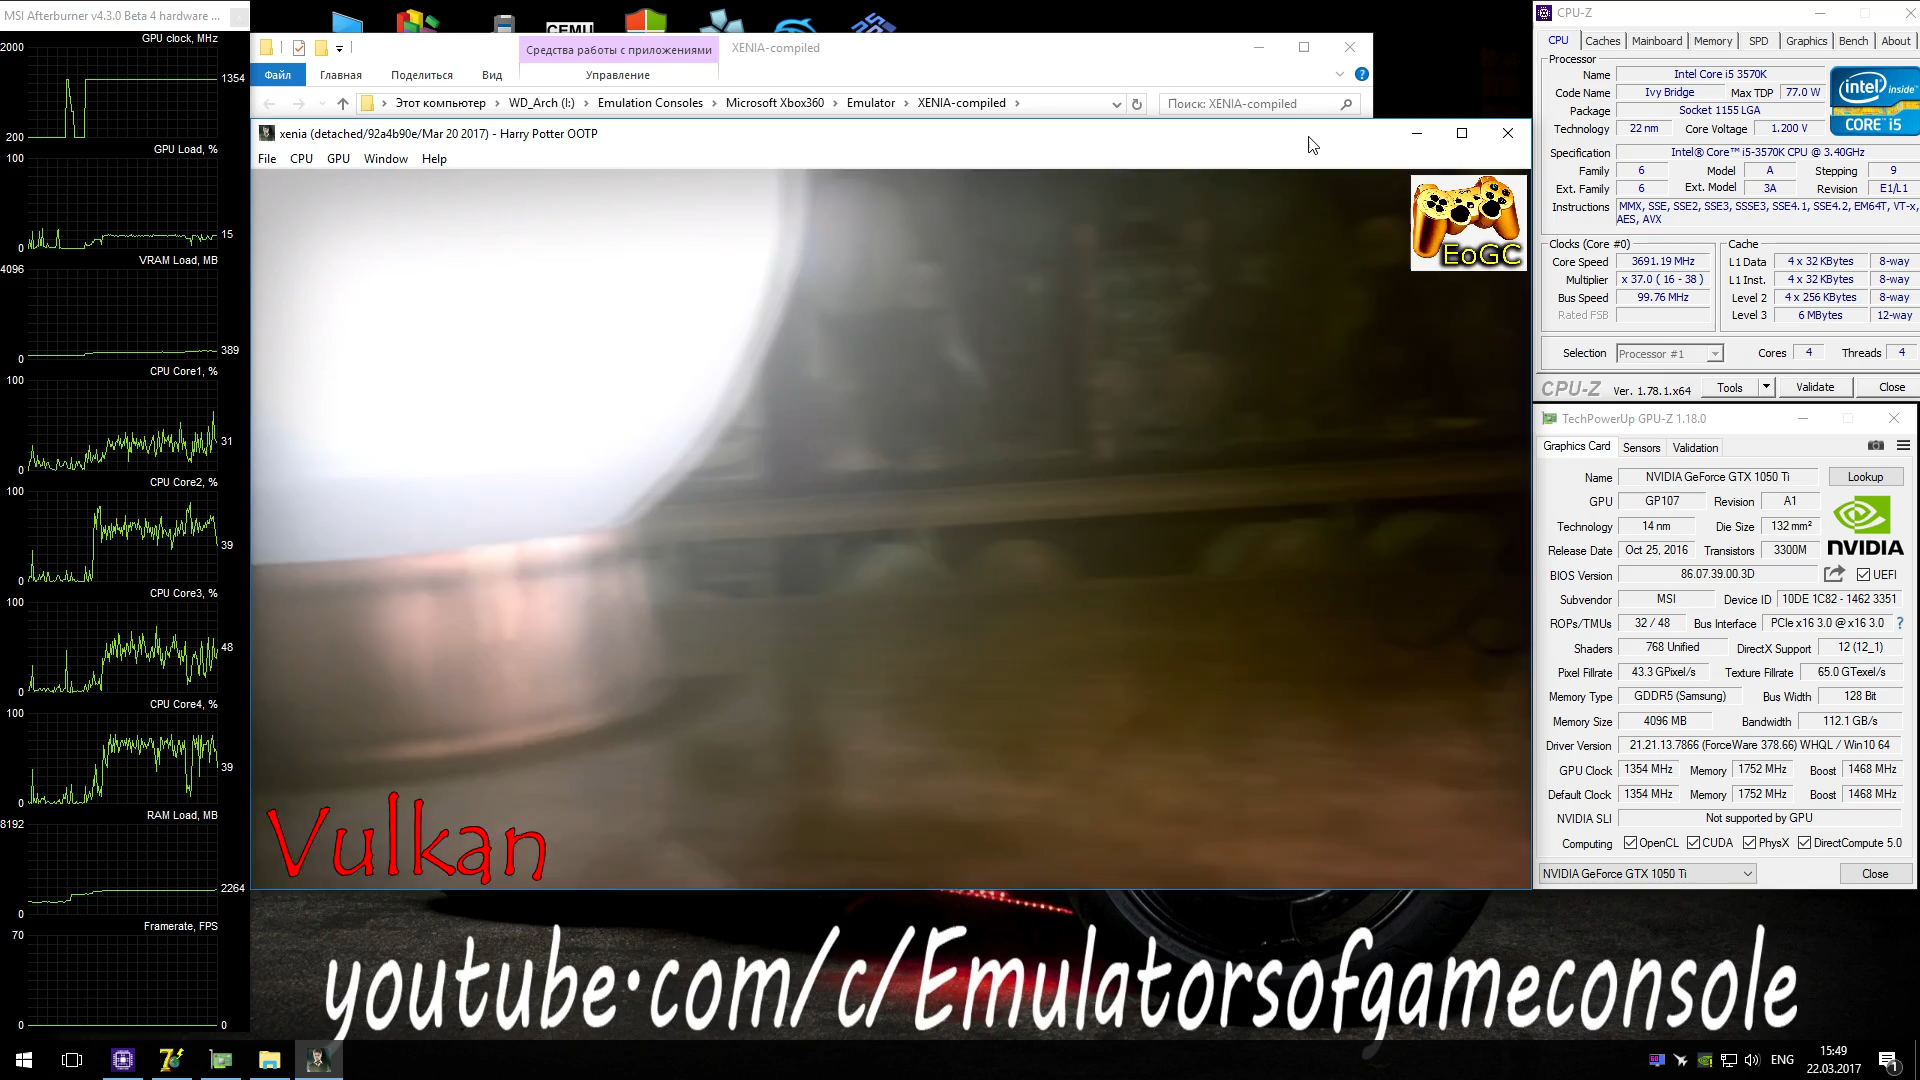 MSI Afterburner v4.3.0 Beta 4 hardware ...
GPU clock, MHz
2000
1354
200
GPU Load, %
100
15
0
VRAM Load, MB
4096
389
0
CPU Core1, %
100
31
0
CPU Core2, %
100
39
0
CPU Core3, %
100
48
0
CPU Core4, %
100
39
0
RAM Load, MB
8192
2264
0
Framerate, FPS
70
0
0
CEMU
Средства работы с приложениями
XENIA-compiled
Файл
Главная
Поделиться
Вид
Управление
Этот компьютер > WD_Arch (I:) > Emulation Consoles > Microsoft Xbox360 > Emulator > XENIA-compiled >
Поиск: XENIA-compiled
xenia (detached/92a4b90e/Mar 20 2017) - Harry Potter OOTP
File CPU GPU Window Help
EoGC
Vulkan
youtube.com/c/Emulatorsofgameconsole
CPU-Z
CPU Caches Mainboard Memory SPD Graphics Bench About
Processor
Name Intel Core i5 3570K
Code Name Ivy Bridge Max TDP 77.0 W
Package Socket 1155 LGA
Technology 22 nm Core Voltage 1.200 V
intel inside
CORE i5
Specification Intel® Core™ i5-3570K CPU @ 3.40GHz
Family 6 Model A Stepping 9
Ext. Family 6 Ext. Model 3A Revision E1/L1
Instructions MMX, SSE, SSE2, SSE3, SSSE3, SSE4.1, SSE4.2, EM64T, VT-x,
AES, AVX
Clocks (Core #0)
Core Speed 3691.19 MHz
Multiplier x 37.0 ( 16 - 38 )
Bus Speed 99.76 MHz
Rated FSB
Cache
L1 Data 4 x 32 KBytes 8-way
L1 Inst. 4 x 32 KBytes 8-way
Level 2 4 x 256 KBytes 8-way
Level 3 6 MBytes 12-way
Selection Processor #1 Cores 4 Threads 4
CPU-Z Ver. 1.78.1.x64 Tools Validate Close
TechPowerUp GPU-Z 1.18.0
Graphics Card Sensors Validation
Name NVIDIA GeForce GTX 1050 Ti Lookup
GPU GP107 Revision A1
Technology 14 nm Die Size 132 mm²
Release Date Oct 25, 2016 Transistors 3300M
NVIDIA
BIOS Version 86.07.39.00.3D UEFI
Subvendor MSI Device ID 10DE 1C82 - 1462 3351
ROPs/TMUs 32 / 48 Bus Interface PCIe x16 3.0 @ x16 3.0 ?
Shaders 768 Unified DirectX Support 12 (12_1)
Pixel Fillrate 43.3 GPixel/s Texture Fillrate 65.0 GTexel/s
Memory Type GDDR5 (Samsung) Bus Width 128 Bit
Memory Size 4096 MB Bandwidth 112.1 GB/s
Driver Version 21.21.13.7866 (ForceWare 378.66) WHQL / Win10 64
GPU Clock 1354 MHz Memory 1752 MHz Boost 1468 MHz
Default Clock 1354 MHz Memory 1752 MHz Boost 1468 MHz
NVIDIA SLI Not supported by GPU
Computing OpenCL CUDA PhysX DirectCompute 5.0
NVIDIA GeForce GTX 1050 Ti Close
ENG
15:49
22.03.2017
1